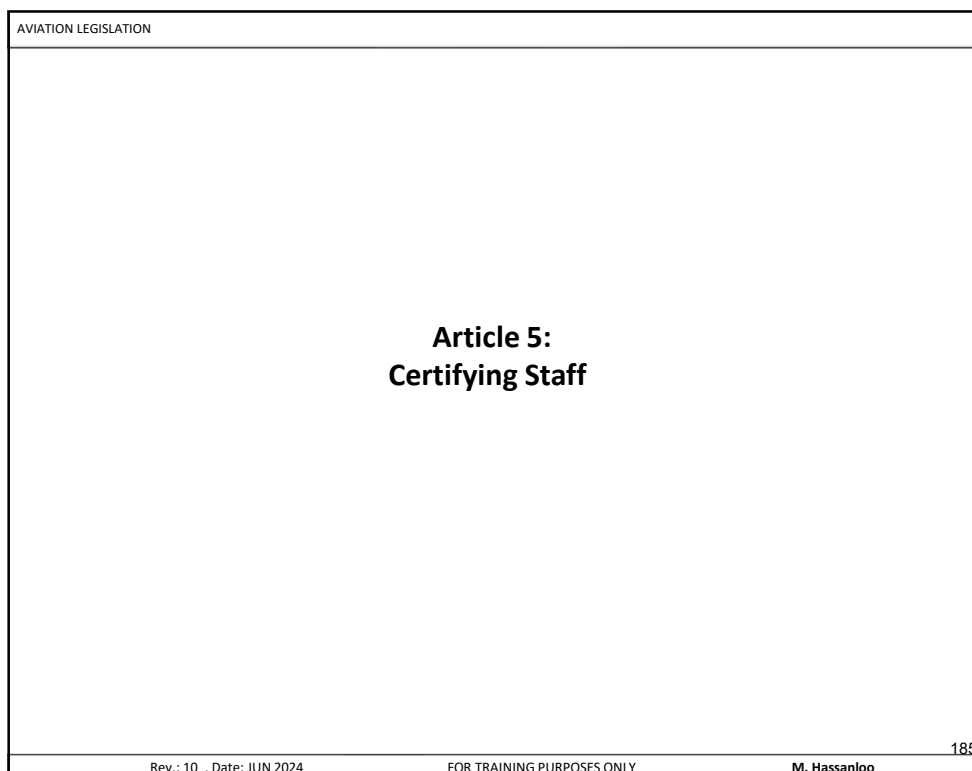 AVIATION LEGISLATION
Article 5:
Certifying Staff
185
Rev.: 10 , Date: JUN 2024 FOR TRAINING PURPOSES ONLY M. Hassanloo